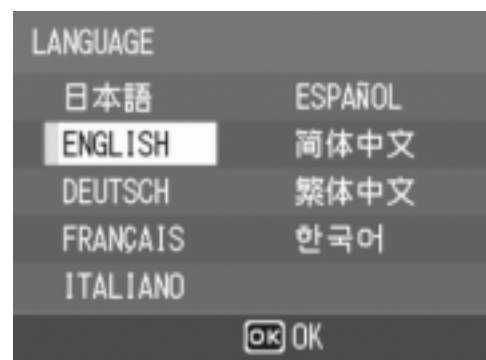 LANGUAGE
日本語 ESPAÑOL
ENGLISH 简体中文
DEUTSCH 繁体中文
FRANÇAIS 한국어
ITALIANO
OK OK